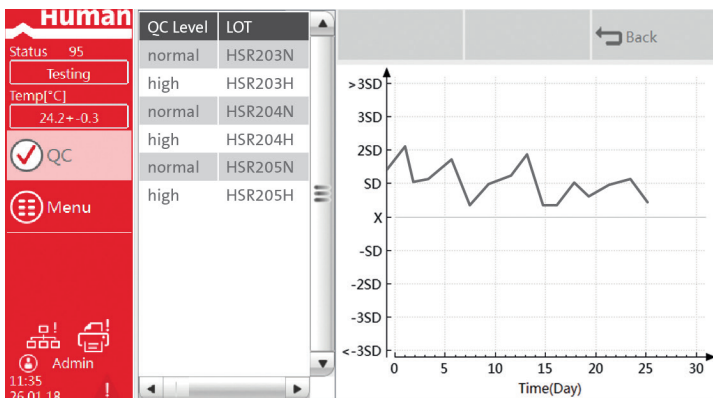 Human
Status 95
Testing
Temp[°C]
24.2+-0.3
QC
Menu
Admin
11:35
26.01.18
!
QC Level LOT
normal HSR203N
high HSR203H
normal HSR204N
high HSR204H
normal HSR205N
high HSR205H
Back
>3SD
3SD
2SD
SD
X
-SD
-2SD
-3SD
<-3SD
0 5 10 15 20 25 30
Time(Day)